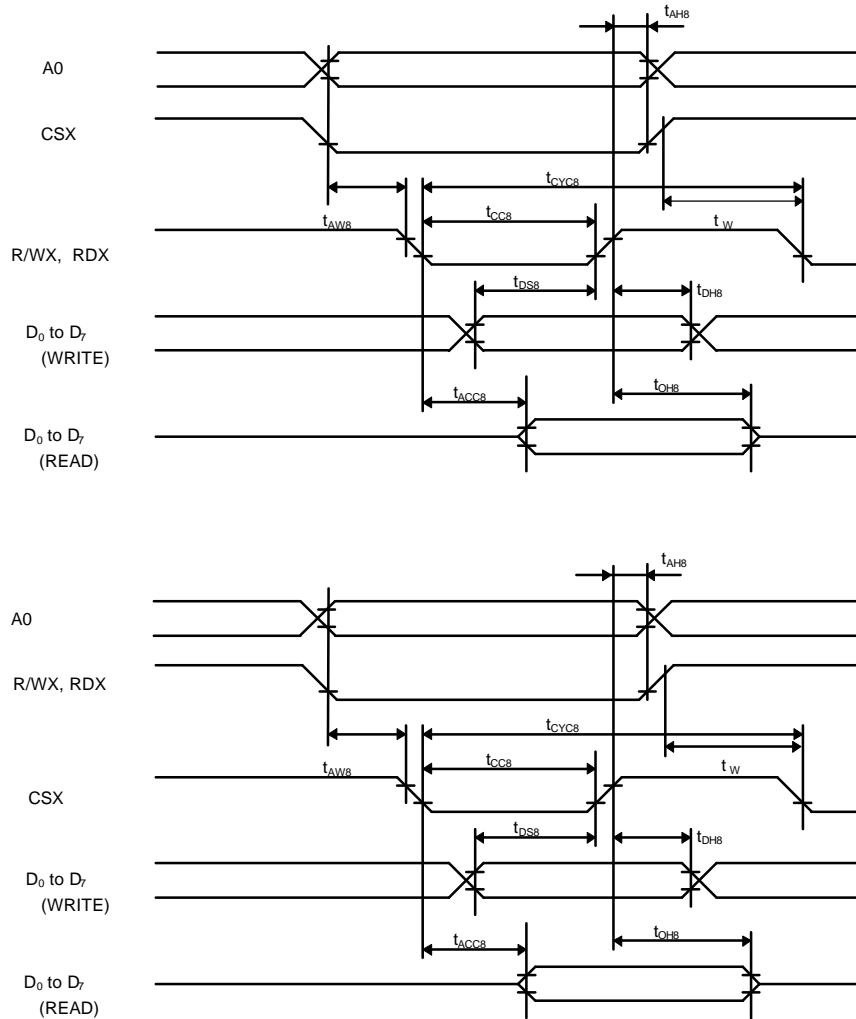 tAH8
A0
CSX
tCYC8
tAW8
tCC8
t W
R/WX, RDX
tDS8
tDH8
D0 to D7
(WRITE)
tACC8
tOH8
D0 to D7
(READ)
tAH8
A0
R/WX, RDX
tCYC8
tAW8
tCC8
t W
CSX
tDS8
tDH8
D0 to D7
(WRITE)
tACC8
tOH8
D0 to D7
(READ)